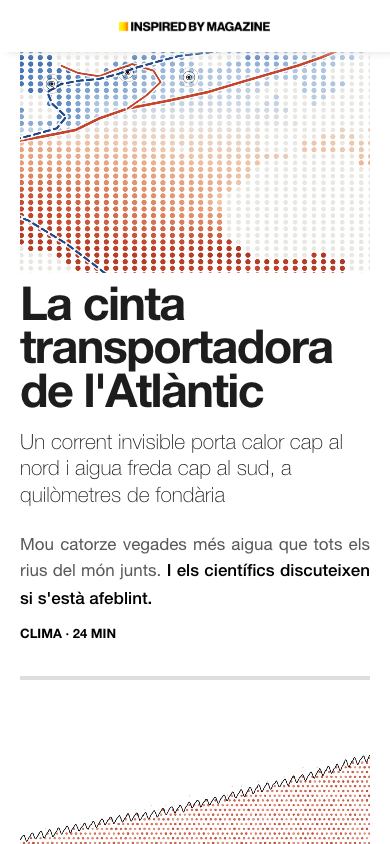 INSPIRED BY MAGAZINE
La cinta
transportadora
de l'Atlàntic
Un corrent invisible porta calor cap al
nord i aigua freda cap al sud, a
quilòmetres de fondària
Mou catorze vegades més aigua que tots els
rius del món junts. I els científics discuteixen
si s'està afeblint.
CLIMA · 24 MIN